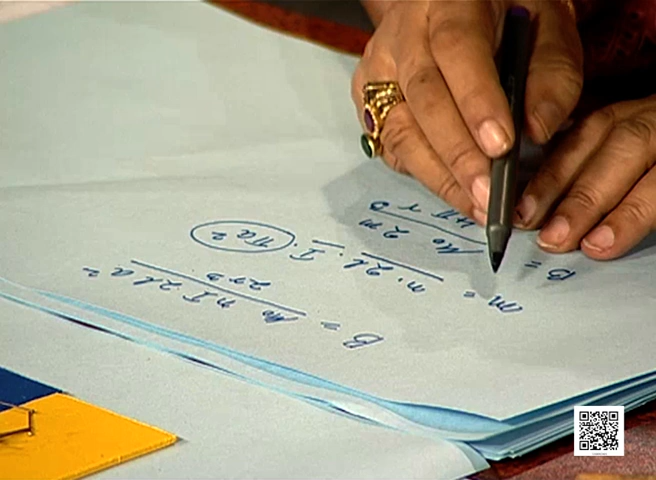 B = μ₀ n I 2l a² / 2r³
m = n · 2l · I · πa²
B = μ₀ 2m / 4π r³